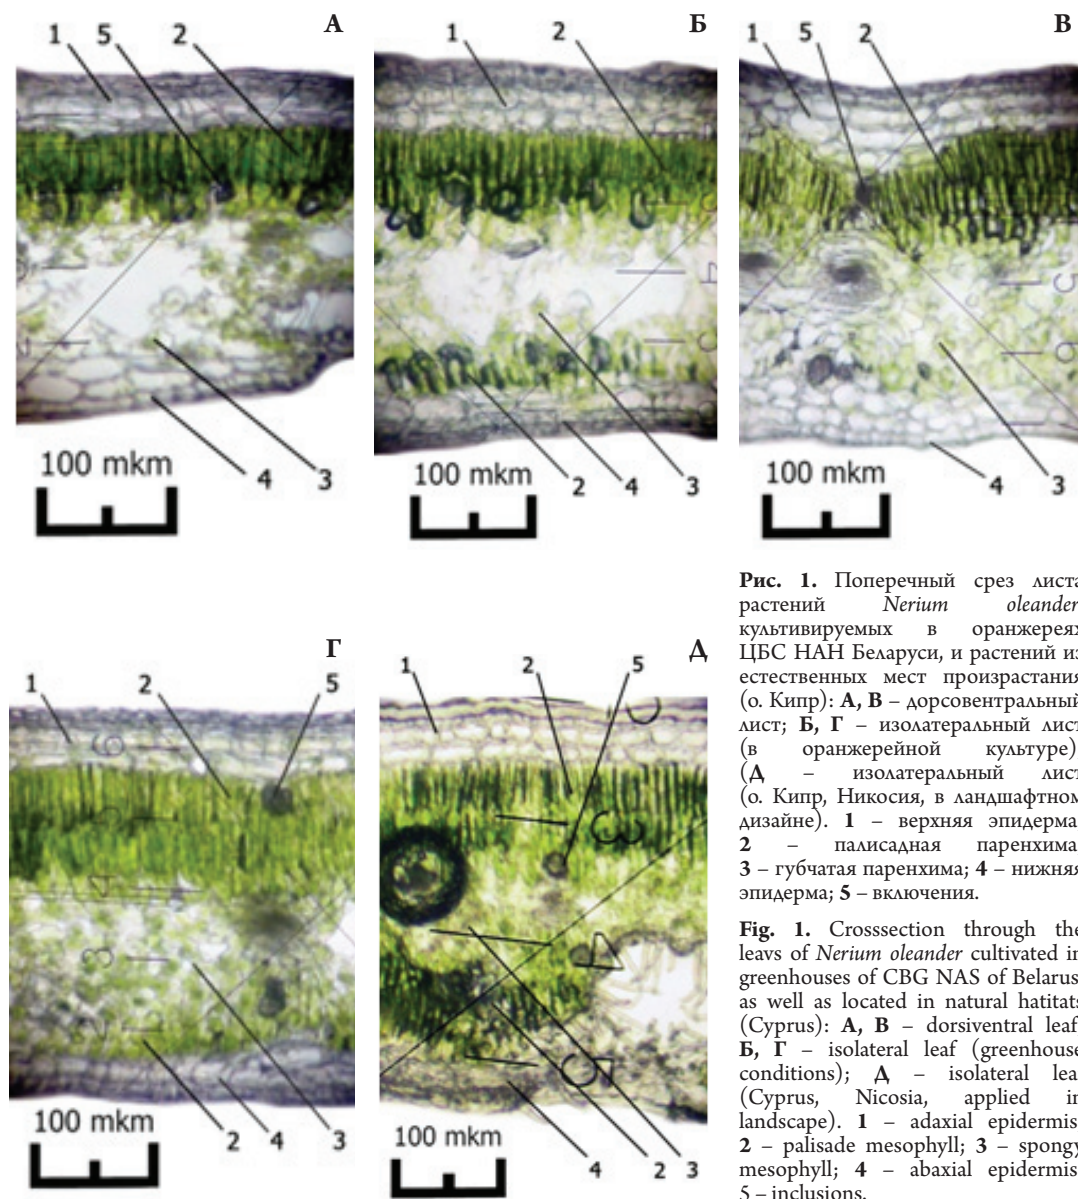 А
1 5 2
100 mkm
4 3
Б
1 2
100 mkm
2 4 3
В
1 5 2
100 mkm
4 3
Г
1 2 5
100 mkm
2 4 3
Д
1 2 5
100 mkm
4 2 3
Рис. 1. Поперечный срез листа
растений Nerium oleander
культивируемых в оранжереях
ЦБС НАН Беларуси, и растений из
естественных мест произрастания
(о. Кипр): А, В – дорсовентральный
лист; Б, Г – изолатеральный лист
(в оранжерейной культуре)
(Д – изолатеральный лист
(о. Кипр, Никосия, в ландшафтном
дизайне). 1 – верхняя эпидерма
2 – палисадная паренхима
3 – губчатая паренхима; 4 – нижняя
эпидерма; 5 – включения.
Fig. 1. Crosssection through the
leavs of Nerium oleander cultivated in
greenhouses of CBG NAS of Belarus
as well as located in natural hatitats
(Cyprus): А, В – dorsiventral leaf
Б, Г – isolateral leaf (greenhouse
conditions); Д – isolateral leaf
(Cyprus, Nicosia, applied in
landscape). 1 – adaxial epidermis
2 – palisade mesophyll; 3 – spongy
mesophyll; 4 – abaxial epidermis
5 – inclusions.